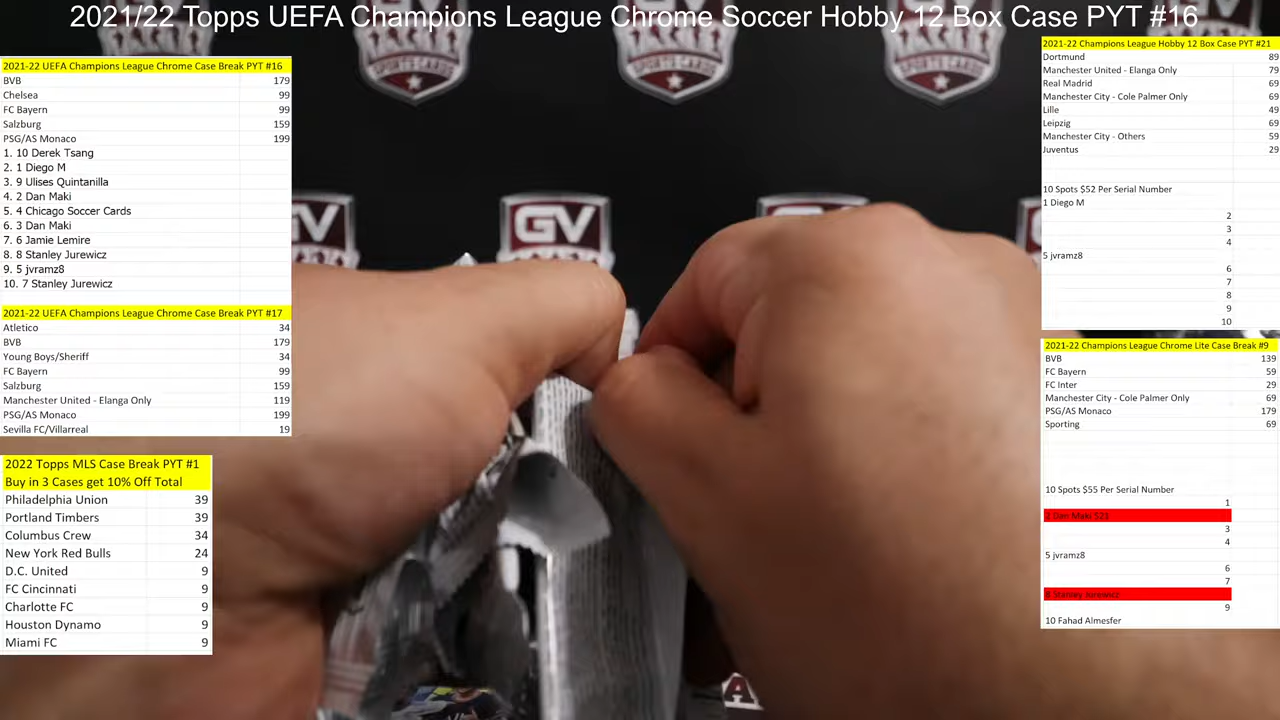 2021/22 Topps UEFA Champions League Chrome Soccer Hobby 12 Box Case PYT #16
2021-22 UEFA Champions League Chrome Case Break PYT #16
BVB 179
Chelsea 99
FC Bayern 99
Salzburg 159
PSG/AS Monaco 199
1. 10 Derek Tsang
2. 1 Diego M
3. 9 Ulises Quintanilla
4. 2 Dan Maki
5. 4 Chicago Soccer Cards
6. 3 Dan Maki
7. 6 Jamie Lemire
8. 8 Stanley Jurewicz
9. 5 jvramz8
10. 7 Stanley Jurewicz
2021-22 UEFA Champions League Chrome Case Break PYT #17
Atletico 34
BVB 179
Young Boys/Sheriff 34
FC Bayern 99
Salzburg 159
Manchester United - Elanga Only 119
PSG/AS Monaco 199
Sevilla FC/Villarreal 19
2022 Topps MLS Case Break PYT #1
Buy in 3 Cases get 10% Off Total
Philadelphia Union 39
Portland Timbers 39
Columbus Crew 34
New York Red Bulls 24
D.C. United 9
FC Cincinnati 9
Charlotte FC 9
Houston Dynamo 9
Miami FC 9
2021-22 Champions League Hobby 12 Box Case PYT #21
Dortmund 89
Manchester United - Elanga Only 79
Real Madrid 69
Manchester City - Cole Palmer Only 69
Lille 49
Leipzig 69
Manchester City - Others 59
Juventus 29
10 Spots $52 Per Serial Number
1 Diego M
2
3
4
5 jvramz8
6
7
8
9
10
2021-22 Champions League Chrome Lite Case Break #9
BVB 139
FC Bayern 59
FC Inter 29
Manchester City - Cole Palmer Only 69
PSG/AS Monaco 179
Sporting 69
10 Spots $55 Per Serial Number
1
2 Dan Maki 521
3
4
5 jvramz8
6
7
8 Stanley Jurewicz
9
10 Fahad Almesfer
GV
SPORTS CARDS